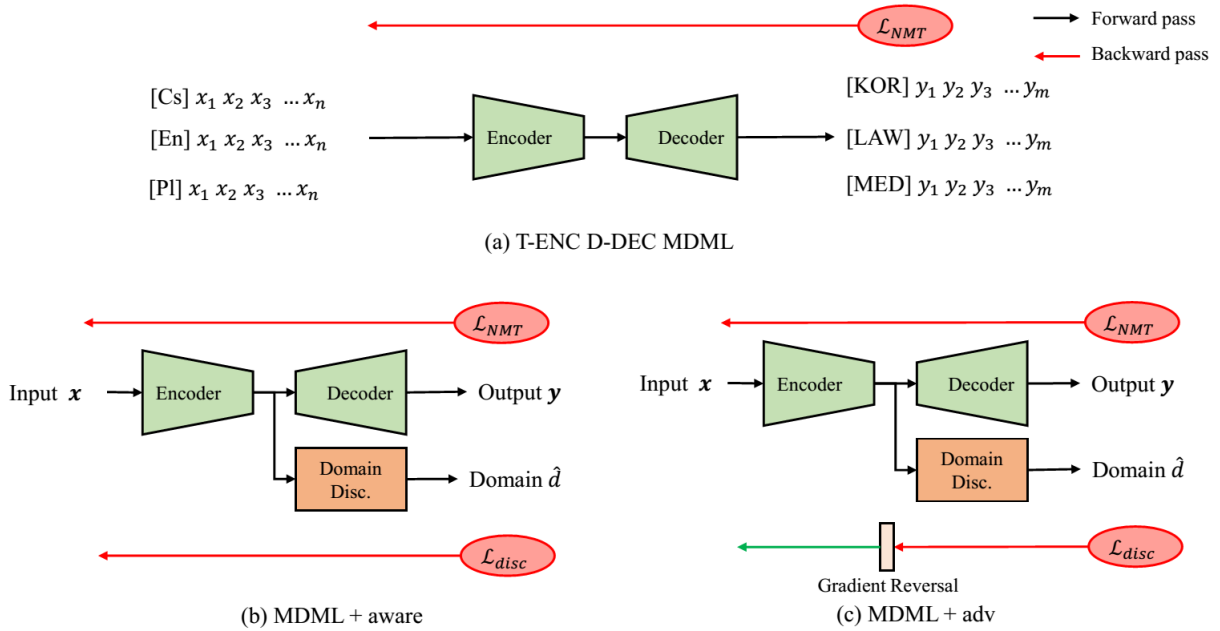 ℒ_NMT
Forward pass
Backward pass
[Cs] x₁ x₂ x₃ …xₙ
[En] x₁ x₂ x₃ …xₙ
[Pl] x₁ x₂ x₃ …xₙ
Encoder
Decoder
[KOR] y₁ y₂ y₃ …yₘ
[LAW] y₁ y₂ y₃ …yₘ
[MED] y₁ y₂ y₃ …yₘ
(a) T-ENC D-DEC MDML
ℒ_NMT
Input x
Encoder
Decoder
Output y
Domain
Disc.
Domain d̂
ℒ_disc
(b) MDML + aware
ℒ_NMT
Input x
Encoder
Decoder
Output y
Domain
Disc.
Domain d̂
ℒ_disc
Gradient Reversal
(c) MDML + adv